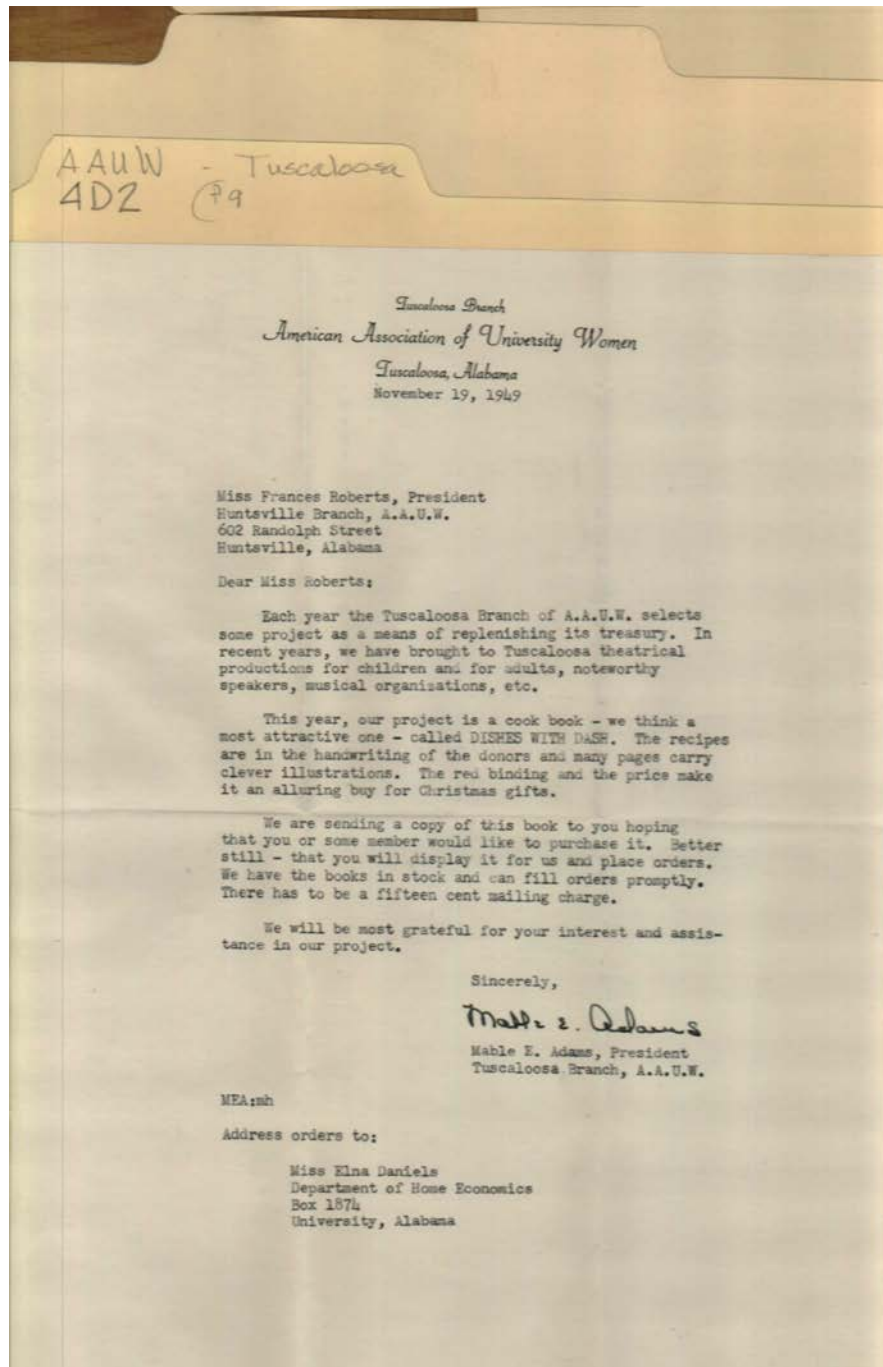 AAUW - Tuscaloosa
4D2
Tuscaloosa Branch
American Association of University Women
Tuscaloosa, Alabama
November 19, 1949
Miss Frances Roberts, President
Huntsville Branch, A.A.U.W.
602 Randolph Street
Huntsville, Alabama
Dear Miss Roberts:
Each year the Tuscaloosa Branch of A.A.U.W. selects
some project as a means of replenishing its treasury. In
recent years, we have brought to Tuscaloosa theatrical
productions for children and for adults, noteworthy
speakers, musical organizations, etc.
This year, our project is a cook book - we think a
most attractive one - called DISHES WITH DASH. The recipes
are in the handwriting of the donors and many pages carry
clever illustrations. The red binding and the price make
it an alluring buy for Christmas gifts.
We are sending a copy of this book to you hoping
that you or some member would like to purchase it. Better
still - that you will display it for us and place orders.
We have the books in stock and can fill orders promptly.
There has to be a fifteen cent mailing charge.
We will be most grateful for your interest and assis-
tance in our project.
Sincerely,
Mable E. Adams
Mable E. Adams, President
Tuscaloosa Branch, A.A.U.W.
MEA:mh
Address orders to:
Miss Elna Daniels
Department of Home Economics
Box 1874
University, Alabama